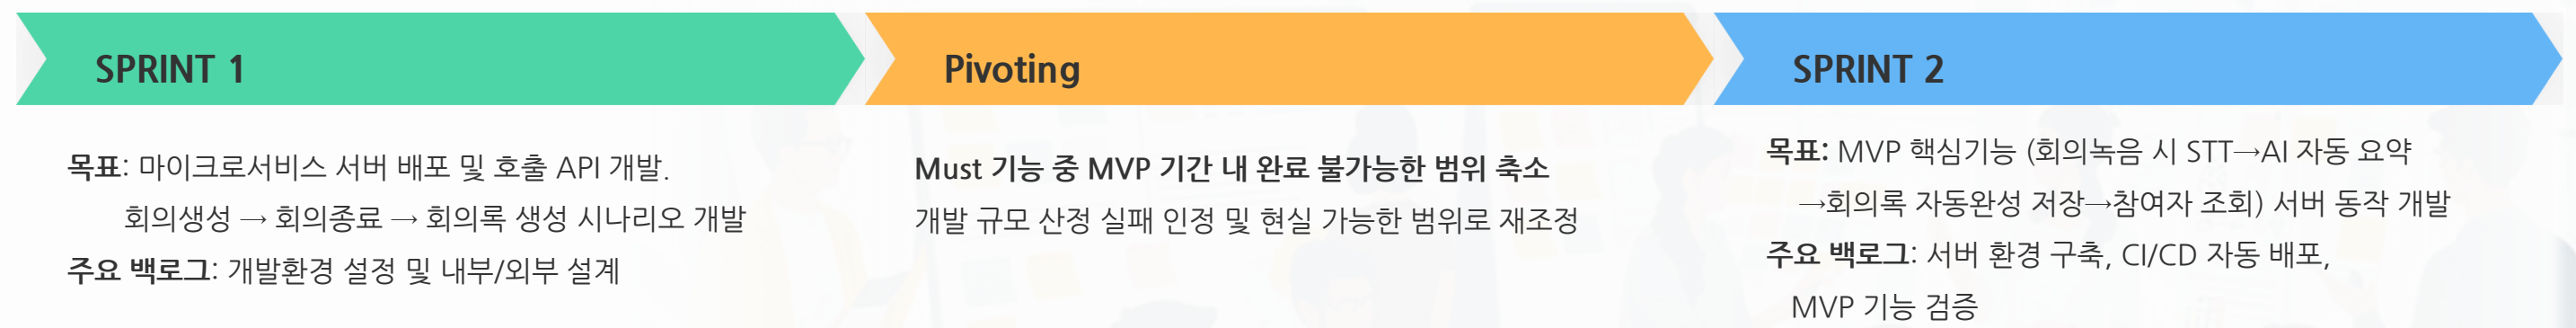 SPRINT 1
목표: 마이크로서비스 서버 배포 및 호출 API 개발.
회의생성 → 회의종료 → 회의록 생성 시나리오 개발
주요 백로그: 개발환경 설정 및 내부/외부 설계
Pivoting
Must 기능 중 MVP 기간 내 완료 불가능한 범위 축소
개발 규모 산정 실패 인정 및 현실 가능한 범위로 재조정
SPRINT 2
목표: MVP 핵심기능 (회의녹음 시 STT→AI 자동 요약
→회의록 자동완성 저장→참여자 조회) 서버 동작 개발
주요 백로그: 서버 환경 구축, CI/CD 자동 배포,
MVP 기능 검증